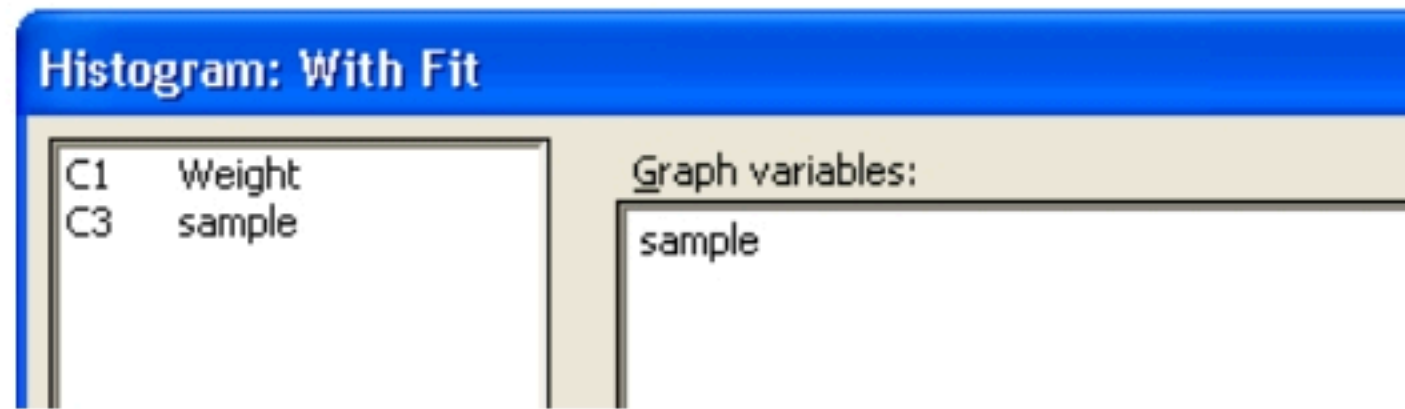 Histogram: With Fit
C1 Weight
C3 sample
Graph variables:
sample